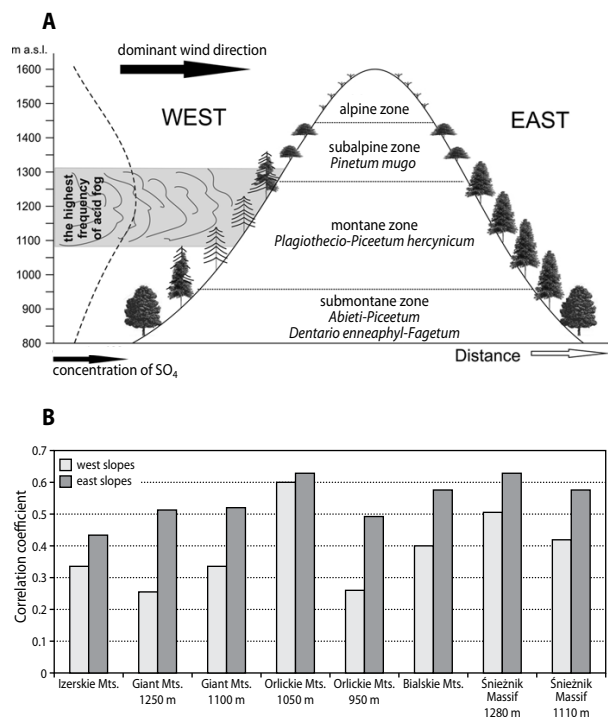 A
m a.s.l.
dominant wind direction
1600
1500
1400
1300
1200
1100
1000
900
800
WEST
EAST
alpine zone
subalpine zone
Pinetum mugo
the highest
frequency
of acid fog
montane zone
Plagiothecio-Piceetum hercynicum
submontane zone
Abieti-Piceetum
Dentario enneaphyl-Fagetum
concentration of SO₄
Distance
B
Correlation coefficient
0.7
0.6
0.5
0.4
0.3
0.2
0.1
0
west slopes
east slopes
Izerskie Mts.
Giant Mts.
1250 m
Giant Mts.
1100 m
Orlickie Mts.
1050 m
Orlickie Mts.
950 m
Bialskie Mts.
Śnieżnik
Massif
1280 m
Śnieżnik
Massif
1110 m